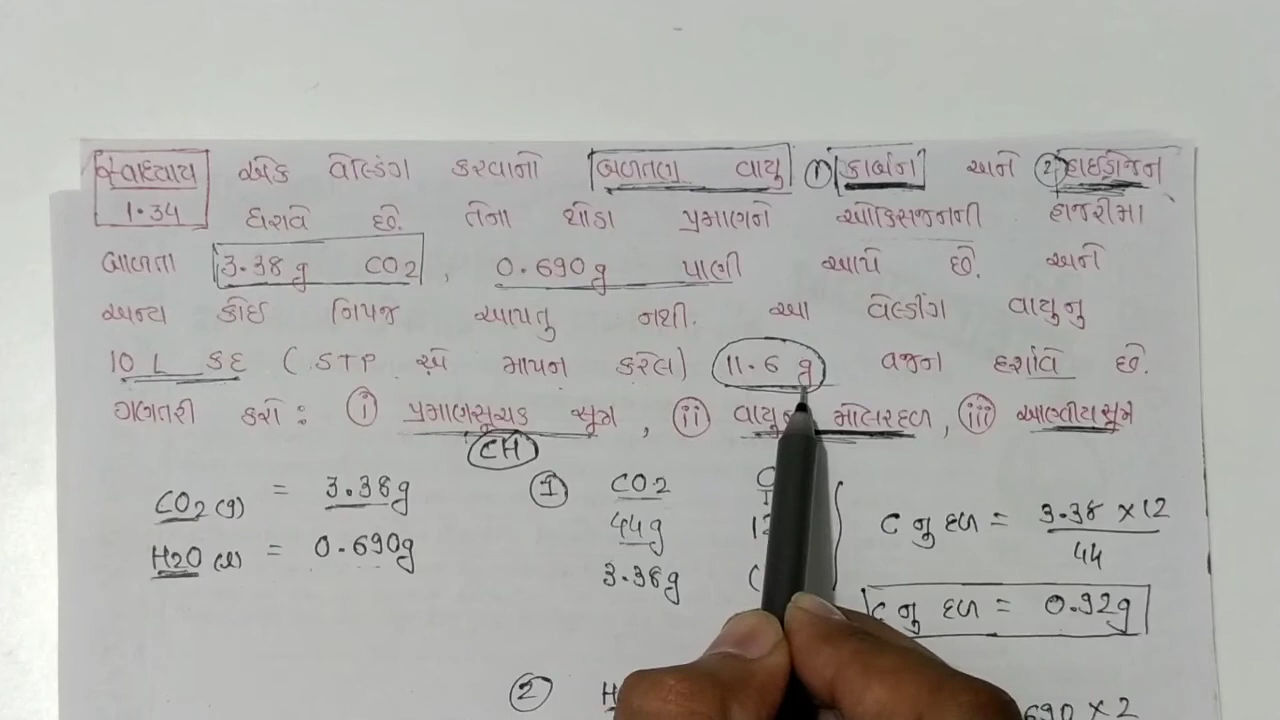 સ્વાધ્યાય એક વેલ્ડિંગ કરવાનો બળતણ વાયુ ① કાર્બન અને ② હાઈડ્રોજન
1.34 ધરાવે છે. તેના થોડા પ્રમાણને ઓક્સિજનની હાજરીમા
બાળતા 3.38 g CO2 , 0.690 g પાણી આપે છે. અને
અન્ય કોઈ નિપજ આપતુ નથી. આ વેલ્ડીંગ વાયુનુ
10 L કદ ( STP એ માપન કરેલ) 11.6 g વજન દર્શાવે છે.
ગણતરી કરો : ⓘ પ્રમાણસૂચક સૂત્ર , ⓘⓘ મોલરદળ , ⓘⓘⓘ આણ્વીયસૂત્ર
CH
CO2 (g) = 3.38g
H2O (l) = 0.690g
① CO2
44g
3.38g
C નુ દળ = 3.38 × 12
44
C નુ દળ = 0.92g
②
690 × 2